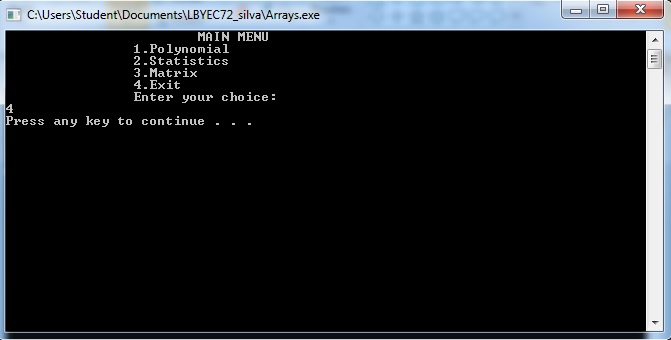 C:\Users\Student\Documents\LBYEC72_silva\Arrays.exe
MAIN MENU
1.Polynomial
2.Statistics
3.Matrix
4.Exit
Enter your choice:
4
Press any key to continue . . .